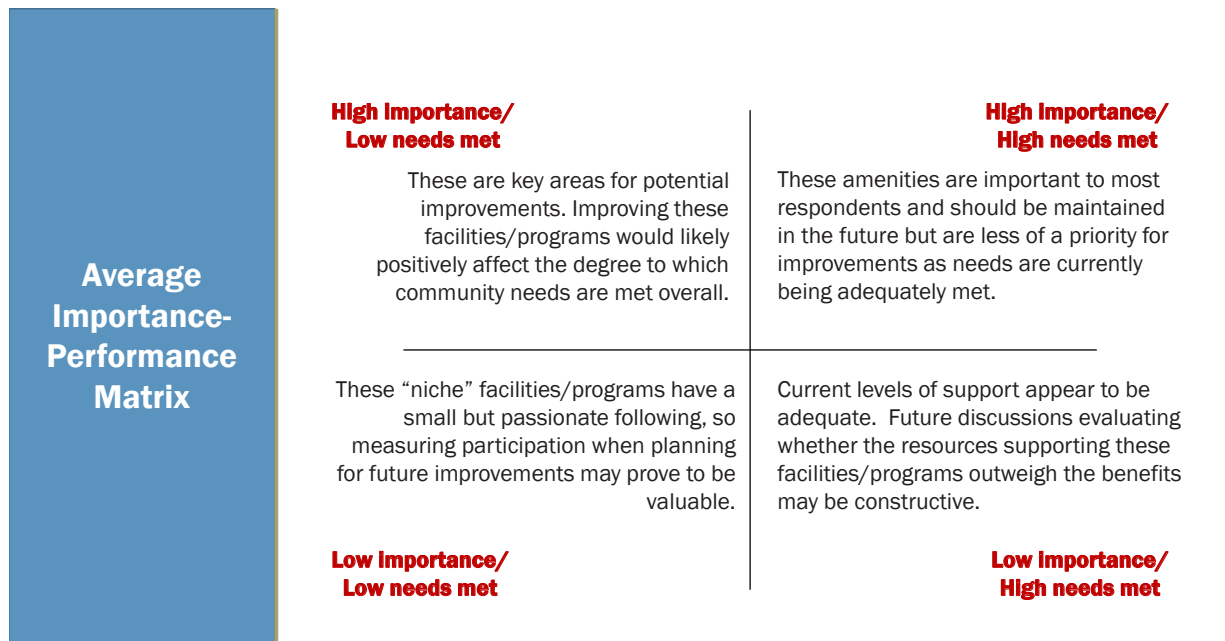 Average
Importance-
Performance
Matrix
High importance/
Low needs met
These are key areas for potential
improvements. Improving these
facilities/programs would likely
positively affect the degree to which
community needs are met overall.
High importance/
High needs met
These amenities are important to most
respondents and should be maintained
in the future but are less of a priority for
improvements as needs are currently
being adequately met.
These “niche” facilities/programs have a
small but passionate following, so
measuring participation when planning
for future improvements may prove to be
valuable.
Low importance/
Low needs met
Current levels of support appear to be
adequate.  Future discussions evaluating
whether the resources supporting these
facilities/programs outweigh the benefits
may be constructive.
Low importance/
High needs met